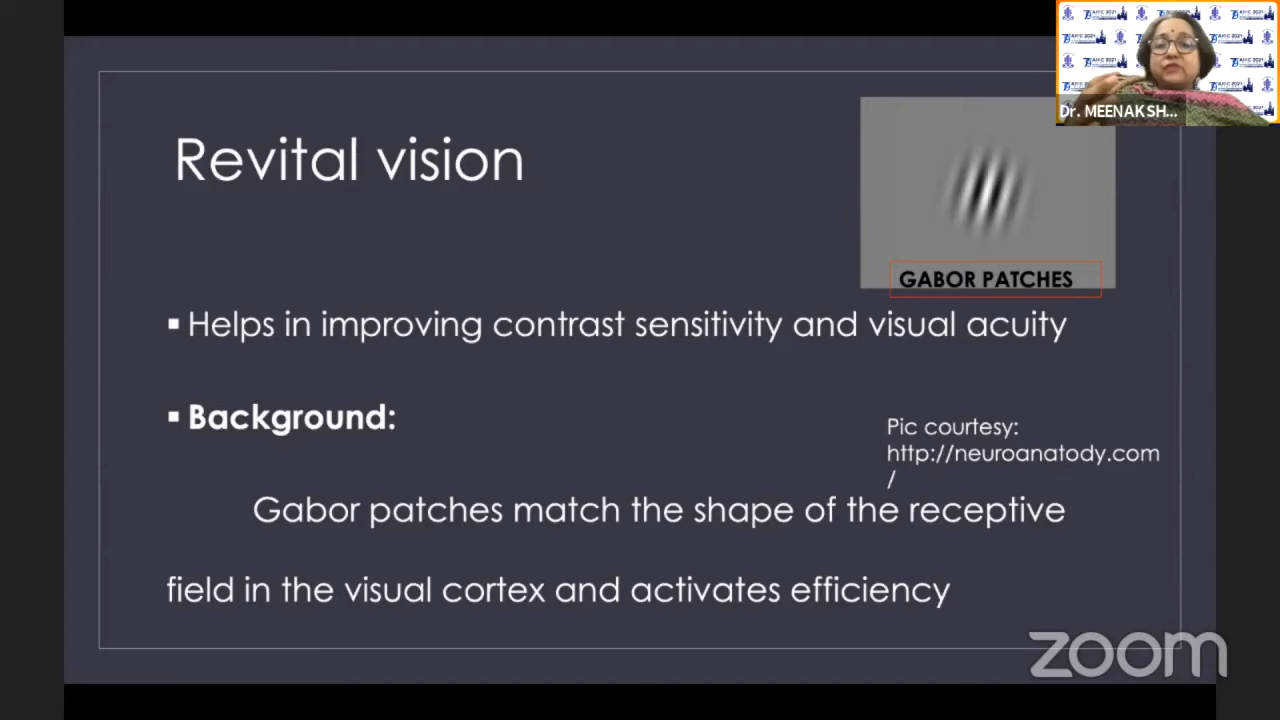 Dr. MEENAKSH...
Revital vision
GABOR PATCHES
▪ Helps in improving contrast sensitivity and visual acuity
▪ Background:
Pic courtesy:
http://neuroanatody.com
/
Gabor patches match the shape of the receptive
field in the visual cortex and activates efficiency
zoom